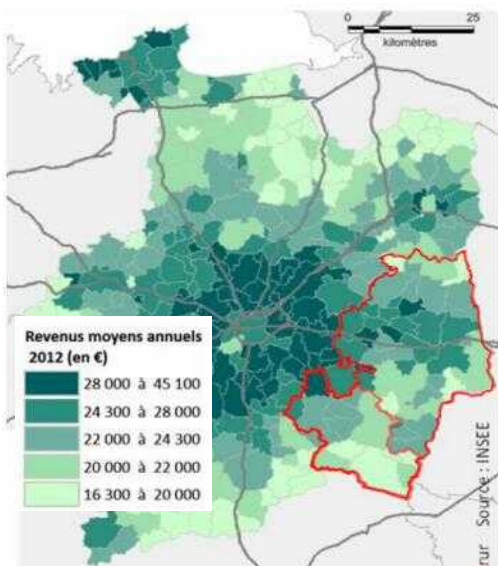 0 25
kilomètres
Revenus moyens annuels
2012 (en €)
28 000 à 45 100
24 300 à 28 000
22 000 à 24 300
20 000 à 22 000
16 300 à 20 000
Source : INSEE